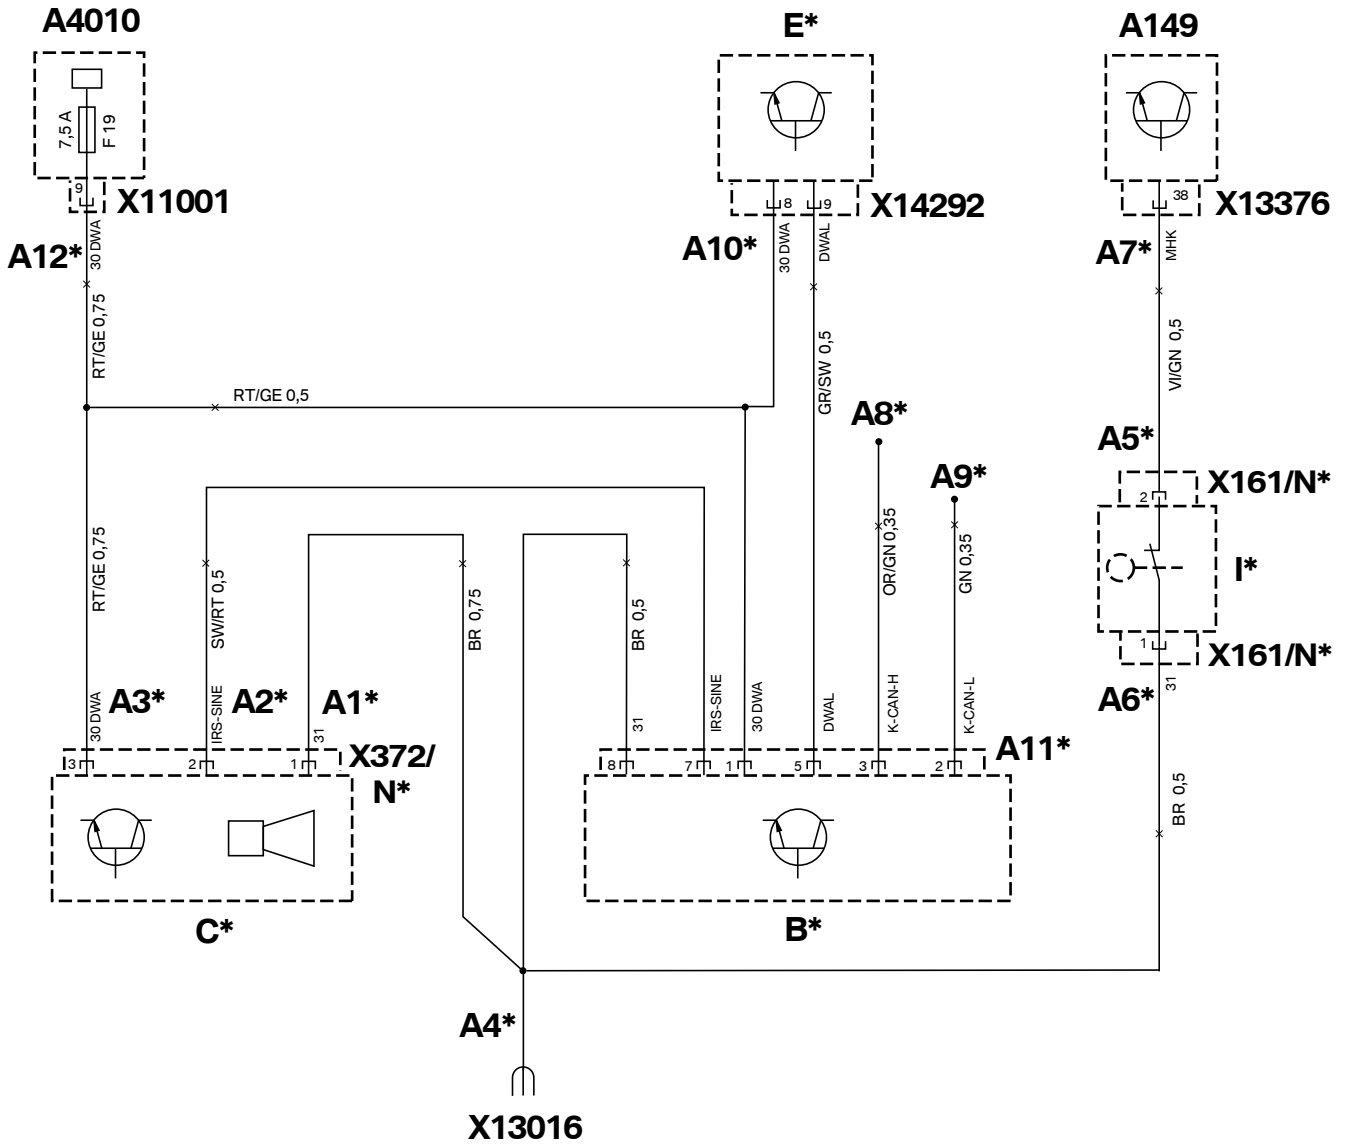 A4010
E*
A149
7,5 A
F 19
9
X11001
8
9
X14292
38
X13376
A12*
30 DWA
A10*
30 DWA
DWAL
A7*
MHK
RT/GE 0,75
GR/SW 0,5
VI/GN 0,5
RT/GE 0,5
A8*
A5*
A9*
X161/N*
2
RT/GE 0,75
SW/RT 0,5
BR 0,75
BR 0,5
OR/GN 0,35
GN 0,35
I*
1
X161/N*
30 DWA
A3*
IRS-SINE
A2*
A1*
31
31
IRS-SINE
30 DWA
DWAL
K-CAN-H
K-CAN-L
31
A6*
3
2
1
X372/
N*
8
7
1
5
3
2
A11*
BR 0,5
C*
B*
A4*
X13016